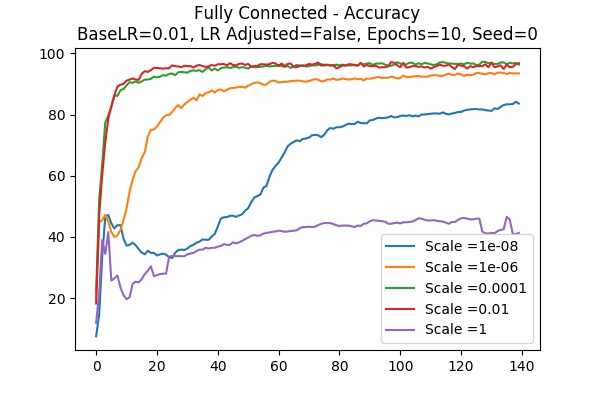 Fully Connected - Accuracy
BaseLR=0.01, LR Adjusted=False, Epochs=10, Seed=0
100
80
60
40
20
0
20
40
60
80
100
120
140
Scale =1e-08
Scale =1e-06
Scale =0.0001
Scale =0.01
Scale =1